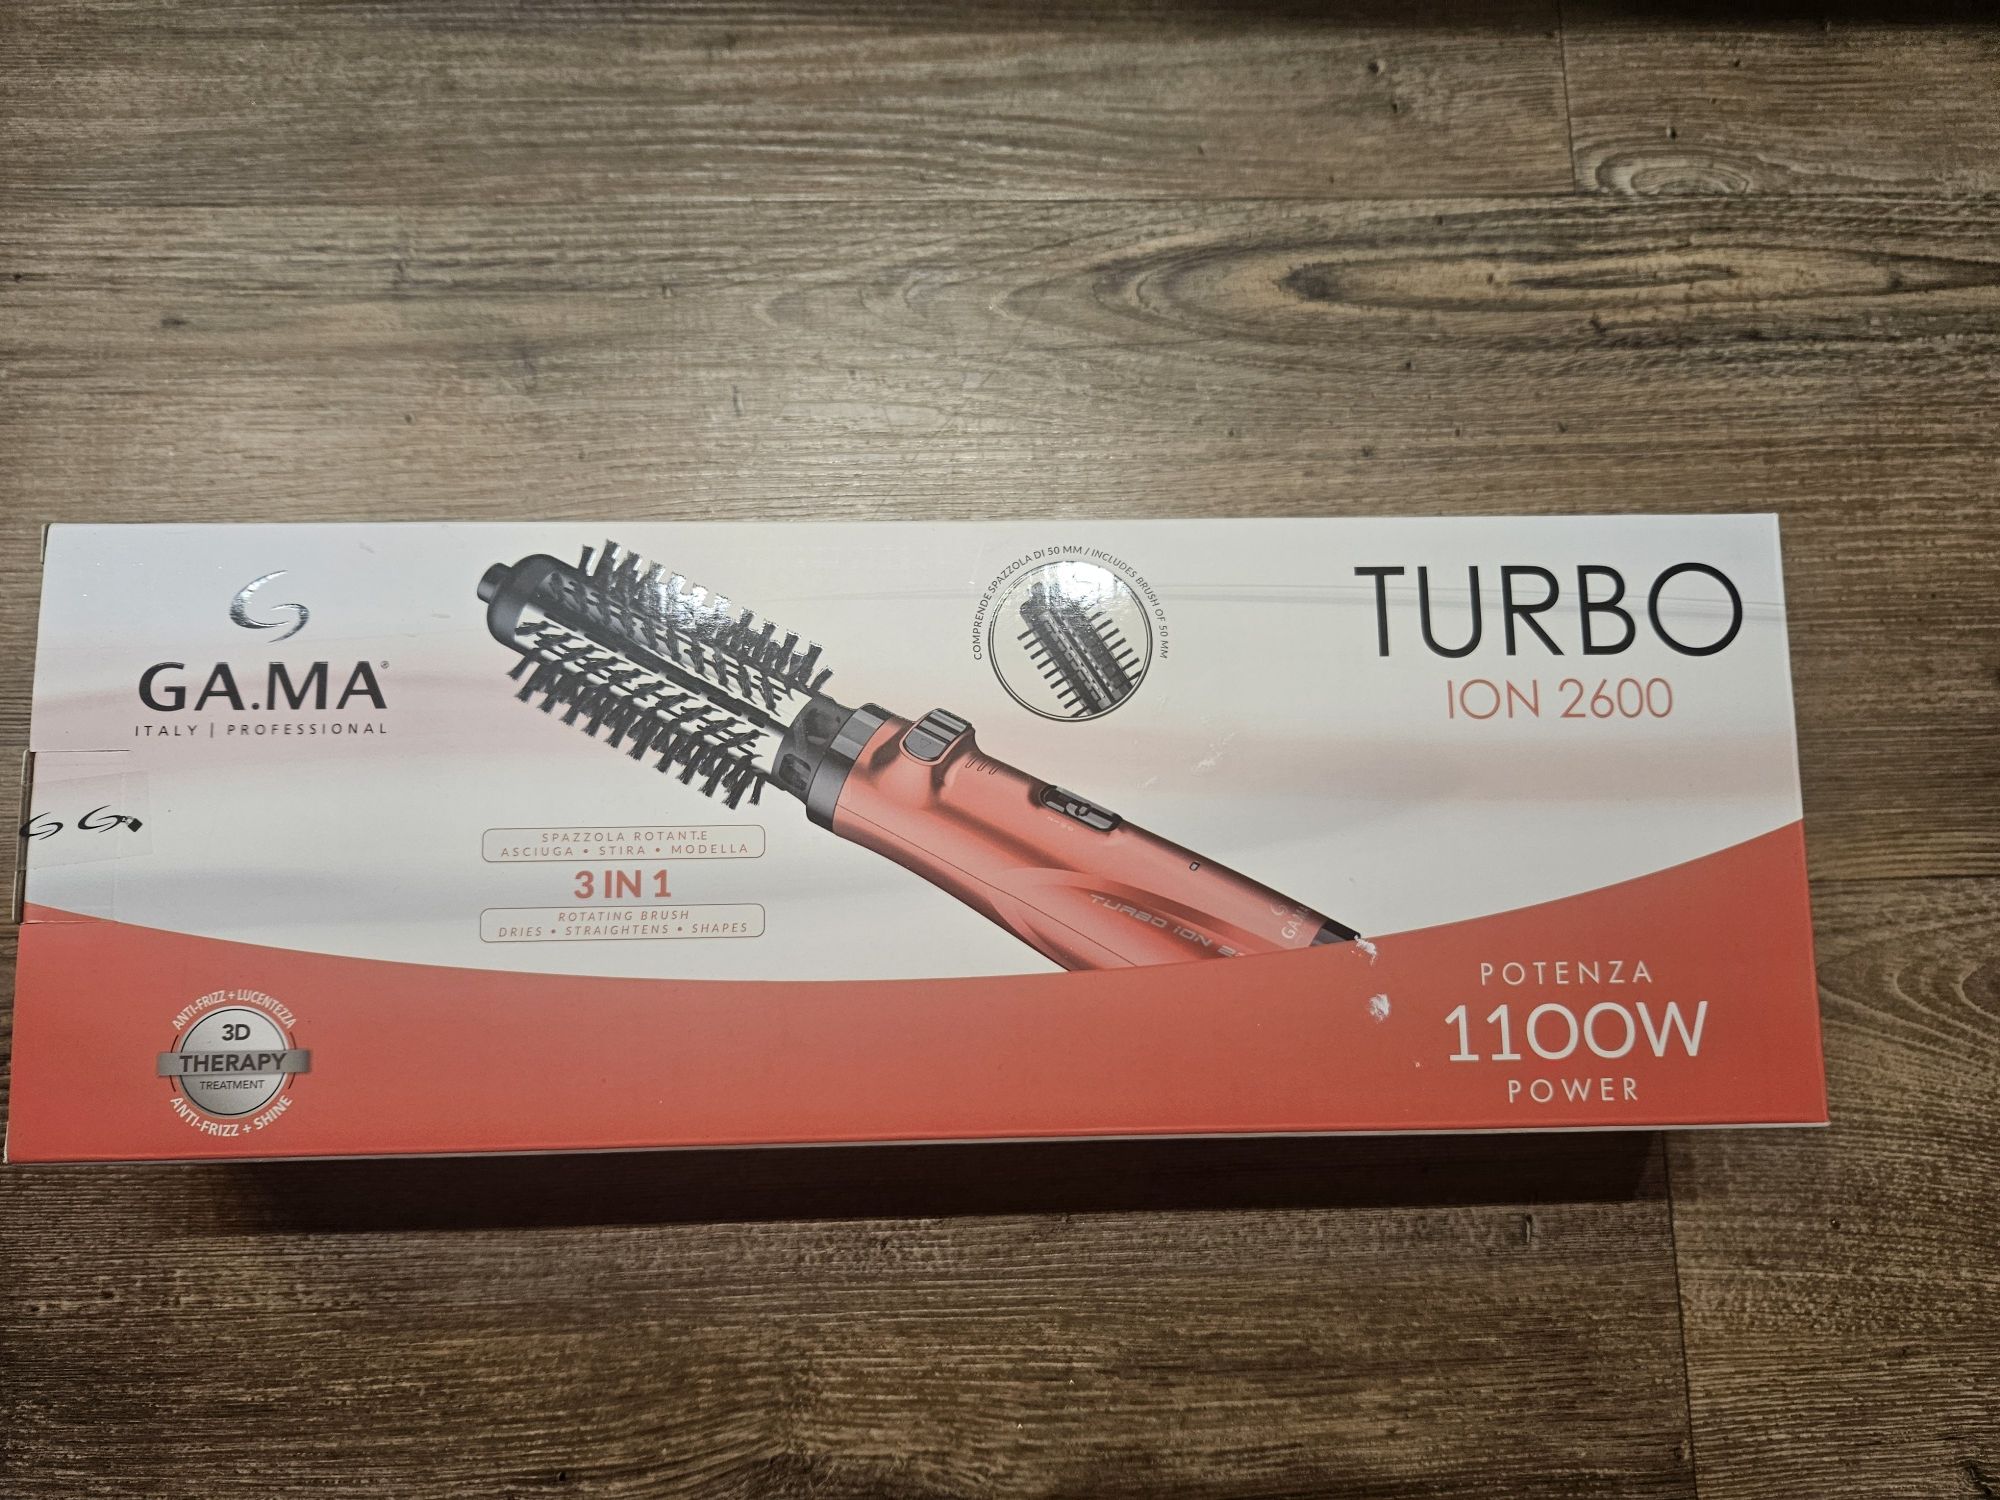 GA.MA®
ITALY | PROFESSIONAL
COMPRENDE SPAZZOLA DI 50 MM / INCLUDES BRUSH OF 50 MM
TURBO
ION 2600
SPAZZOLA ROTANTE
ASCIUGA • STIRA • MODELLA
3 IN 1
ROTATING BRUSH
DRIES • STRAIGHTENS • SHAPES
TURBO ION
GA.MA
ANTI-FRIZZ + LUCENTEZZA
3D
THERAPY
TREATMENT
ANTI-FRIZZ + SHINE
POTENZA
1100W
POWER